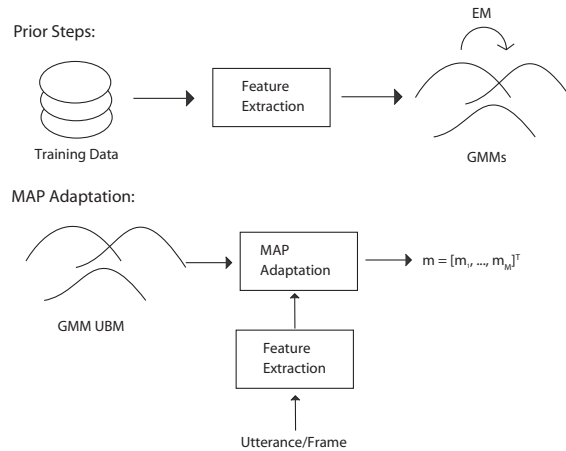 Prior Steps:
EM
Feature
Extraction
Training Data
GMMs
MAP Adaptation:
MAP
Adaptation
m = [m₁, ..., m_M]ᵀ
GMM UBM
Feature
Extraction
Utterance/Frame